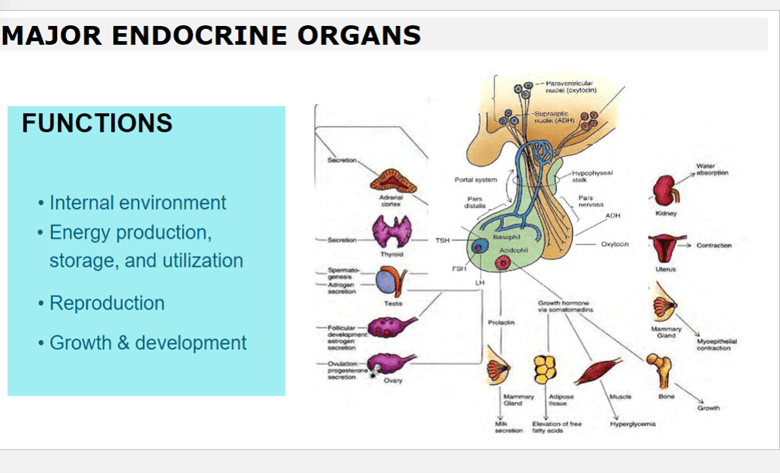 MAJOR ENDOCRINE ORGANS
FUNCTIONS
• Internal environment
• Energy production,
storage, and utilization
• Reproduction
• Growth & development
Paraventricular
nuclei (oxytocin)
Supraoptic
nuclei (ADH)
Secretion
Adrenal
cortex
Portal system
Hypophyseal
stalk
Pars
distalis
Pars
nervosa
Water
absorption
Kidney
ADH
Secretion
Thyroid
TSH
Basophil
Acidophil
Oxytocin
Contraction
Uterus
Spermato-
genesis
Adrogen
secretion
Testis
FSH
LH
Growth hormone
via somatomedins
Prolactin
Mammary
Gland
Myoepithelial
contraction
Follicular
development
estrogen
secretion
Ovulation
progesterone
secretion
Ovary
Mammary
Gland
Adipose
tissue
Muscle
Bone
Growth
Milk
secretion
Elevation of free
fatty acids
Hyperglycemia